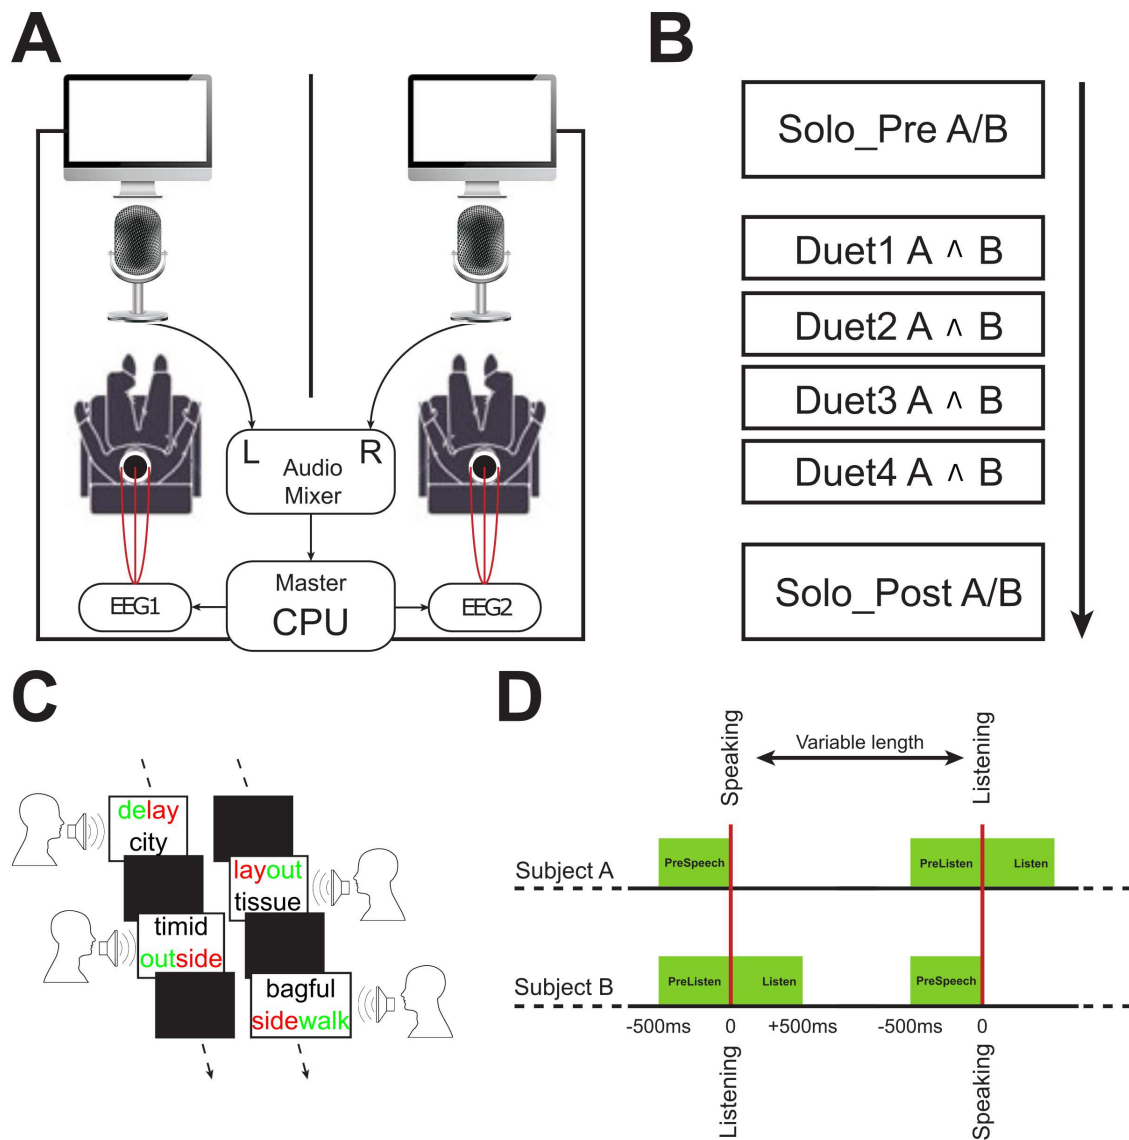 A
L R
Audio
Mixer
Master
CPU
EEG1
EEG2
B
Solo_Pre A/B
Duet1 A ∧ B
Duet2 A ∧ B
Duet3 A ∧ B
Duet4 A ∧ B
Solo_Post A/B
C
delay
city
layout
tissue
timid
outside
bagful
sidewalk
D
Speaking
Variable length
Listening
Subject A
PreSpeech
PreListen
Listen
Subject B
PreListen
Listen
PreSpeech
-500ms 0 +500ms -500ms 0
Listening
Speaking